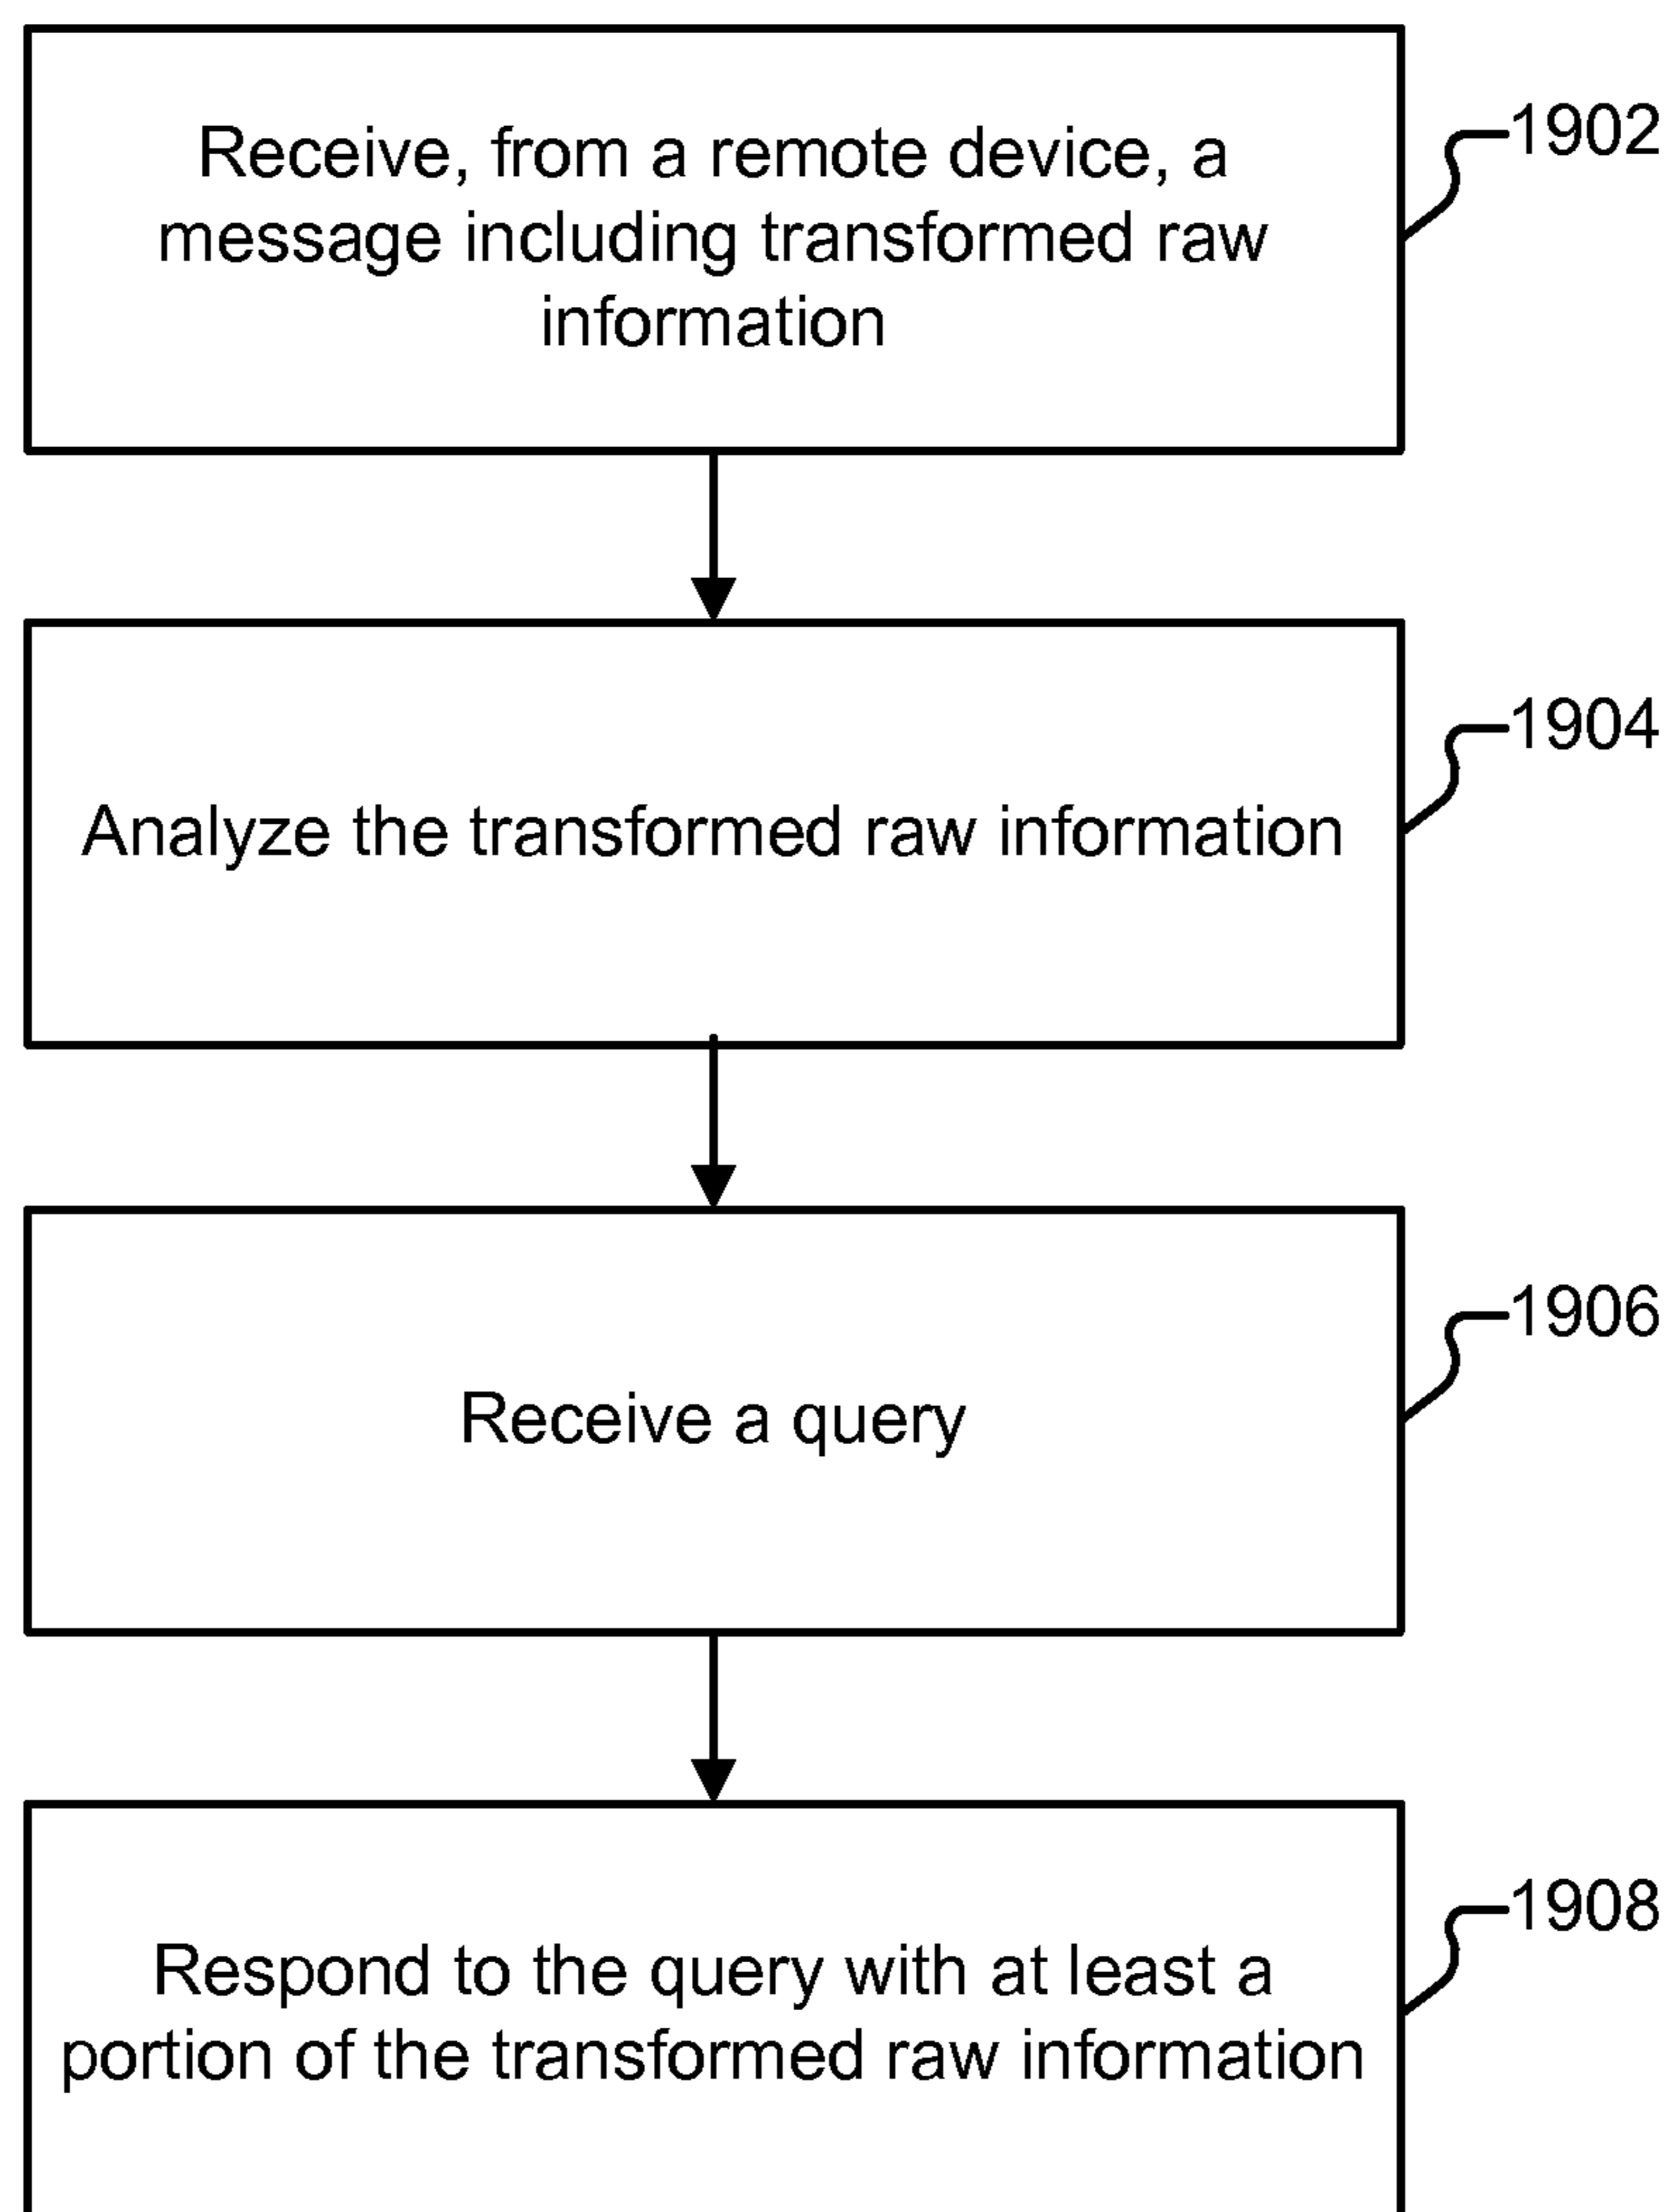 Receive, from a remote device, a
message including transformed raw
information
1902
Analyze the transformed raw information
1904
Receive a query
1906
Respond to the query with at least a
portion of the transformed raw information
1908